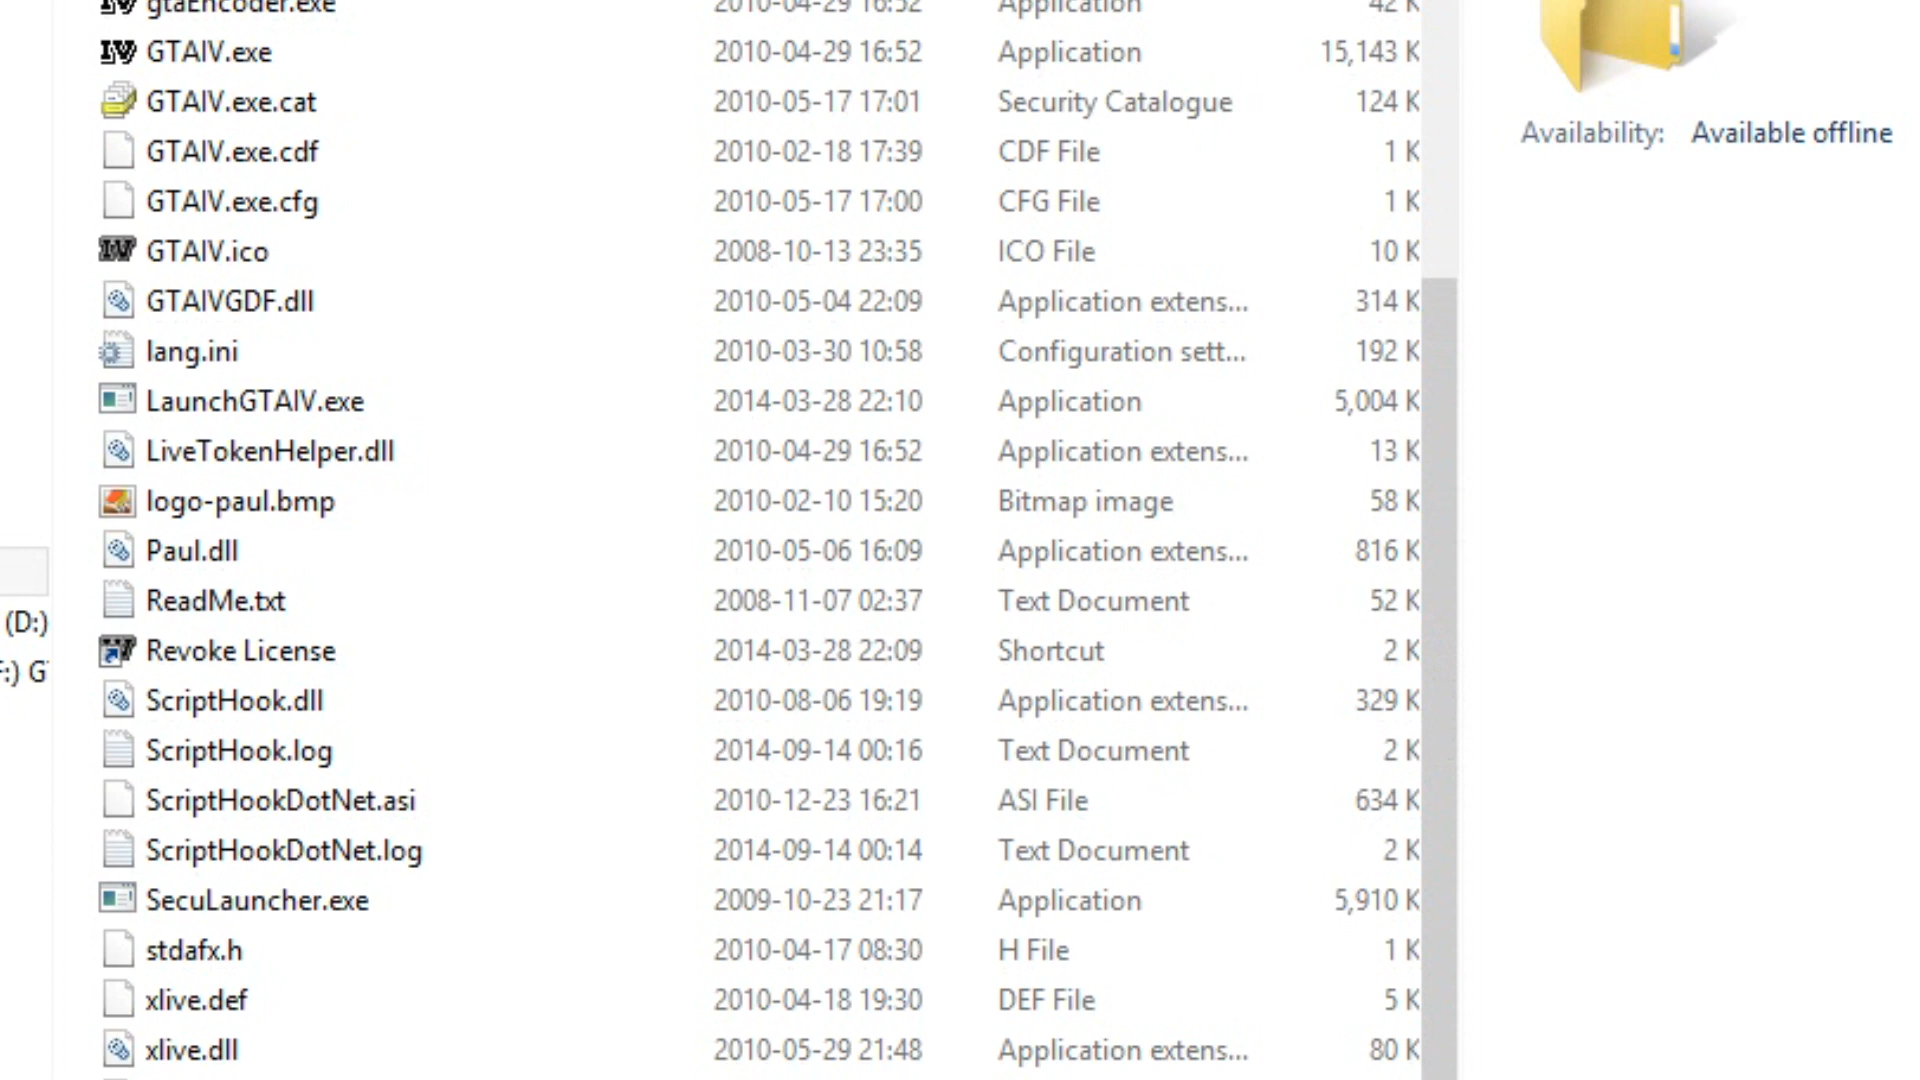 gtaEncoder.exe 2010-04-29 16:52 Application 42 K
GTAIV.exe 2010-04-29 16:52 Application 15,143 K
GTAIV.exe.cat 2010-05-17 17:01 Security Catalogue 124 K
Availability: Available offline
GTAIV.exe.cdf 2010-02-18 17:39 CDF File 1 K
GTAIV.exe.cfg 2010-05-17 17:00 CFG File 1 K
GTAIV.ico 2008-10-13 23:35 ICO File 10 K
GTAIVGDF.dll 2010-05-04 22:09 Application extens... 314 K
lang.ini 2010-03-30 10:58 Configuration sett... 192 K
LaunchGTAIV.exe 2014-03-28 22:10 Application 5,004 K
LiveTokenHelper.dll 2010-04-29 16:52 Application extens... 13 K
logo-paul.bmp 2010-02-10 15:20 Bitmap image 58 K
Paul.dll 2010-05-06 16:09 Application extens... 816 K
ReadMe.txt 2008-11-07 02:37 Text Document 52 K
(D:)
Revoke License 2014-03-28 22:09 Shortcut 2 K
:) G
ScriptHook.dll 2010-08-06 19:19 Application extens... 329 K
ScriptHook.log 2014-09-14 00:16 Text Document 2 K
ScriptHookDotNet.asi 2010-12-23 16:21 ASI File 634 K
ScriptHookDotNet.log 2014-09-14 00:14 Text Document 2 K
SecuLauncher.exe 2009-10-23 21:17 Application 5,910 K
stdafx.h 2010-04-17 08:30 H File 1 K
xlive.def 2010-04-18 19:30 DEF File 5 K
xlive.dll 2010-05-29 21:48 Application extens... 80 K